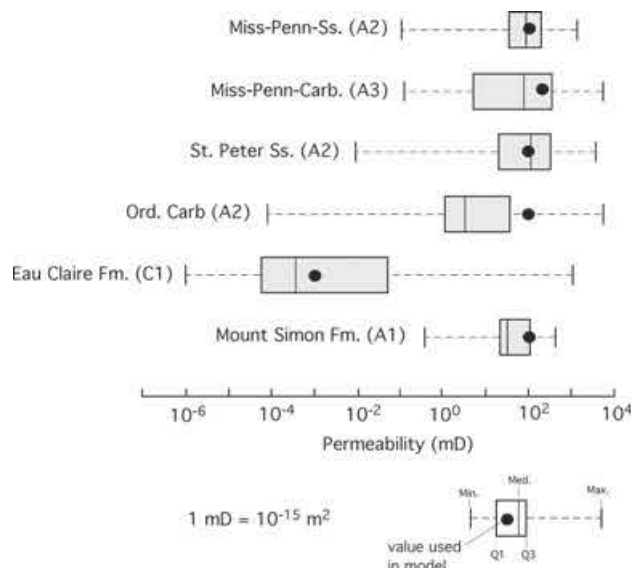 Miss-Penn-Ss. (A2)
Miss-Penn-Carb. (A3)
St. Peter Ss. (A2)
Ord. Carb (A2)
Eau Claire Fm. (C1)
Mount Simon Fm. (A1)
10⁻⁶ 10⁻⁴ 10⁻² 10⁰ 10² 10⁴
Permeability (mD)
Med.
Min. Max.
1 mD = 10⁻¹⁵ m²
value used Q1 Q3
in model